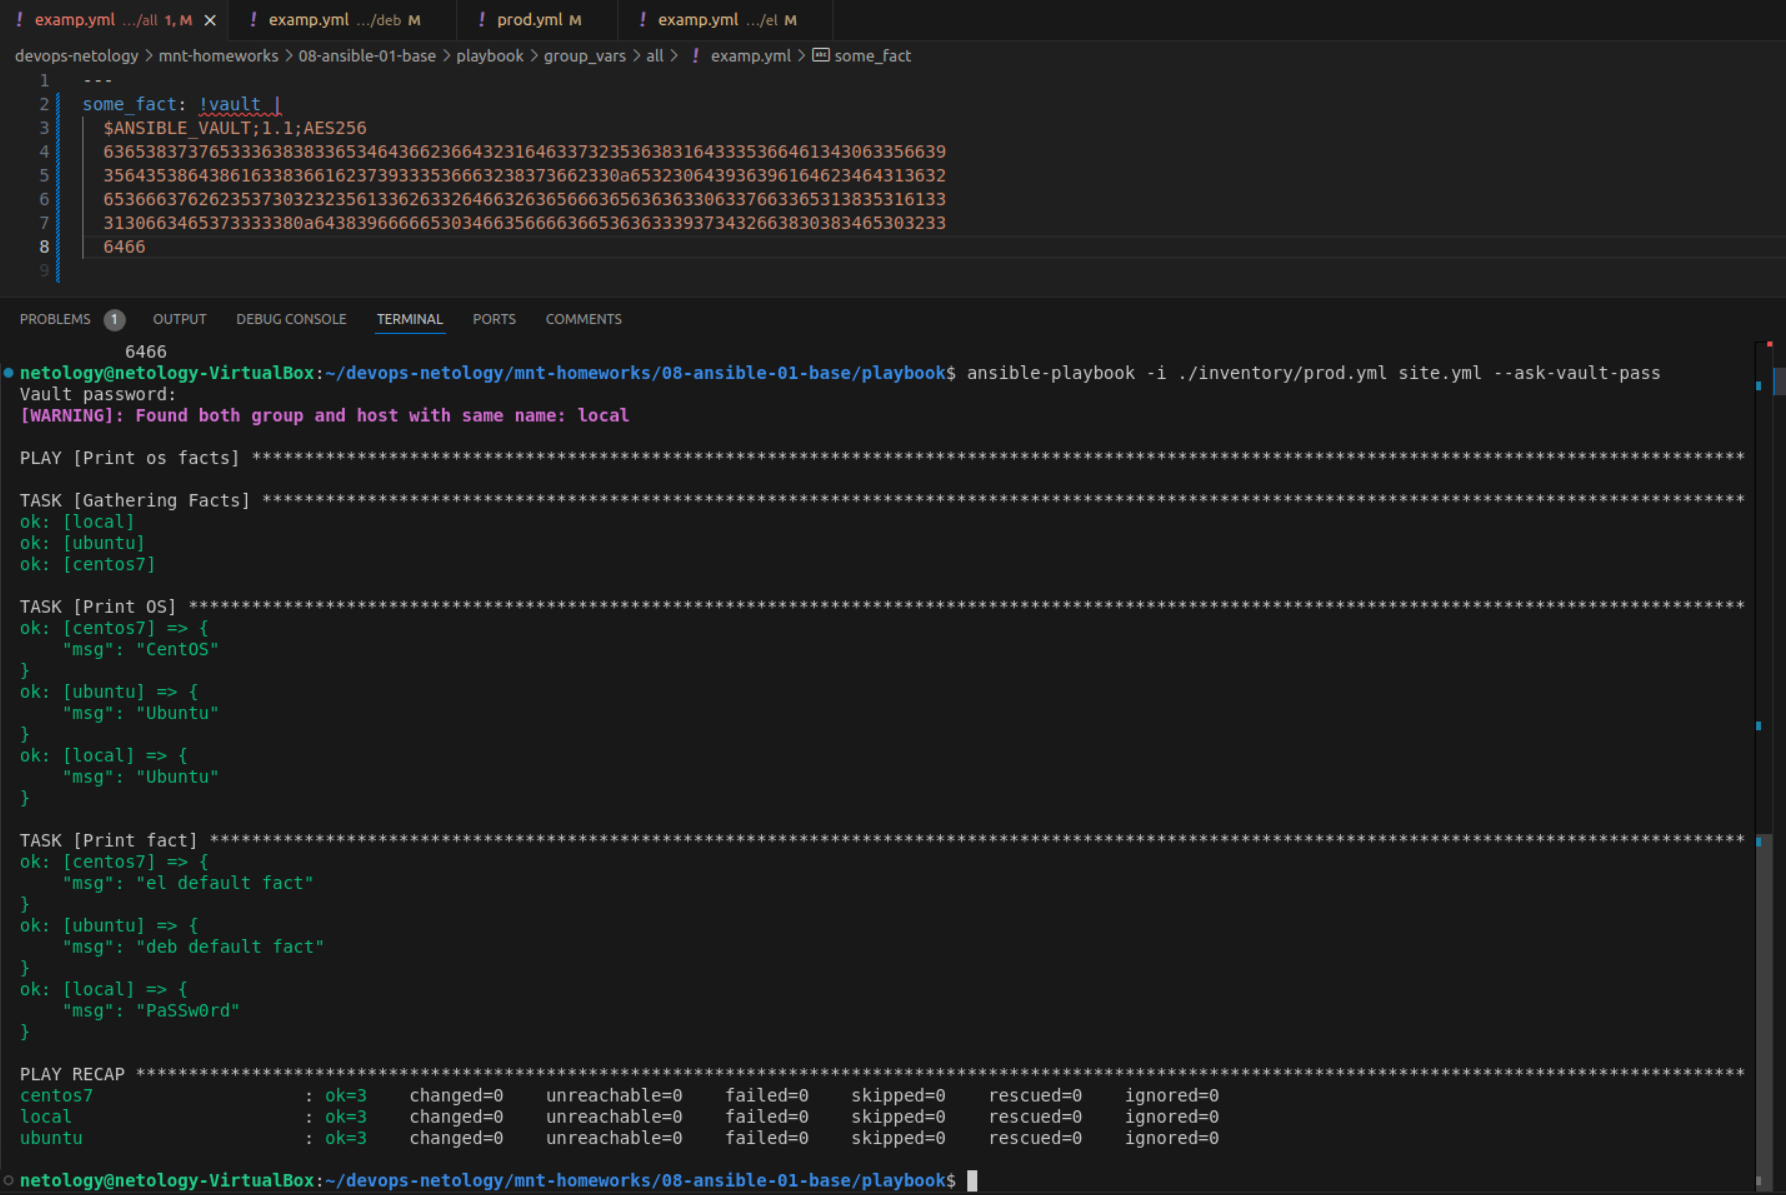 ! examp.yml .../all 1, M × ! examp.yml .../deb M ! prod.yml M ! examp.yml .../el M
devops-netology > mnt-homeworks > 08-ansible-01-base > playbook > group_vars > all > ! examp.yml > abc some_fact
1 ---
2 some_fact: !vault |
3 $ANSIBLE_VAULT;1.1;AES256
4 63653837376533363838336534643662366432316463373235363831643335366461343063356639
5 3564353864386163383661623739333536663238373662330a653230643936396164623464313632
6 65366637626235373032323561336263326466326365666365636363306337663365313835316133
7 3130663465373333380a643839666665303466356666366536363339373432663830383465303233
8 6466
9
PROBLEMS 1 OUTPUT DEBUG CONSOLE TERMINAL PORTS COMMENTS
6466
netology@netology-VirtualBox:~/devops-netology/mnt-homeworks/08-ansible-01-base/playbook$ ansible-playbook -i ./inventory/prod.yml site.yml --ask-vault-pass
Vault password:
[WARNING]: Found both group and host with same name: local
PLAY [Print os facts] **********************************************************************************************************************************************
TASK [Gathering Facts] *********************************************************************************************************************************************
ok: [local]
ok: [ubuntu]
ok: [centos7]
TASK [Print OS] ****************************************************************************************************************************************************
ok: [centos7] => {
    "msg": "CentOS"
}
ok: [ubuntu] => {
    "msg": "Ubuntu"
}
ok: [local] => {
    "msg": "Ubuntu"
}
TASK [Print fact] **************************************************************************************************************************************************
ok: [centos7] => {
    "msg": "el default fact"
}
ok: [ubuntu] => {
    "msg": "deb default fact"
}
ok: [local] => {
    "msg": "PaSSw0rd"
}
PLAY RECAP *********************************************************************************************************************************************************
centos7 : ok=3 changed=0 unreachable=0 failed=0 skipped=0 rescued=0 ignored=0
local : ok=3 changed=0 unreachable=0 failed=0 skipped=0 rescued=0 ignored=0
ubuntu : ok=3 changed=0 unreachable=0 failed=0 skipped=0 rescued=0 ignored=0
netology@netology-VirtualBox:~/devops-netology/mnt-homeworks/08-ansible-01-base/playbook$